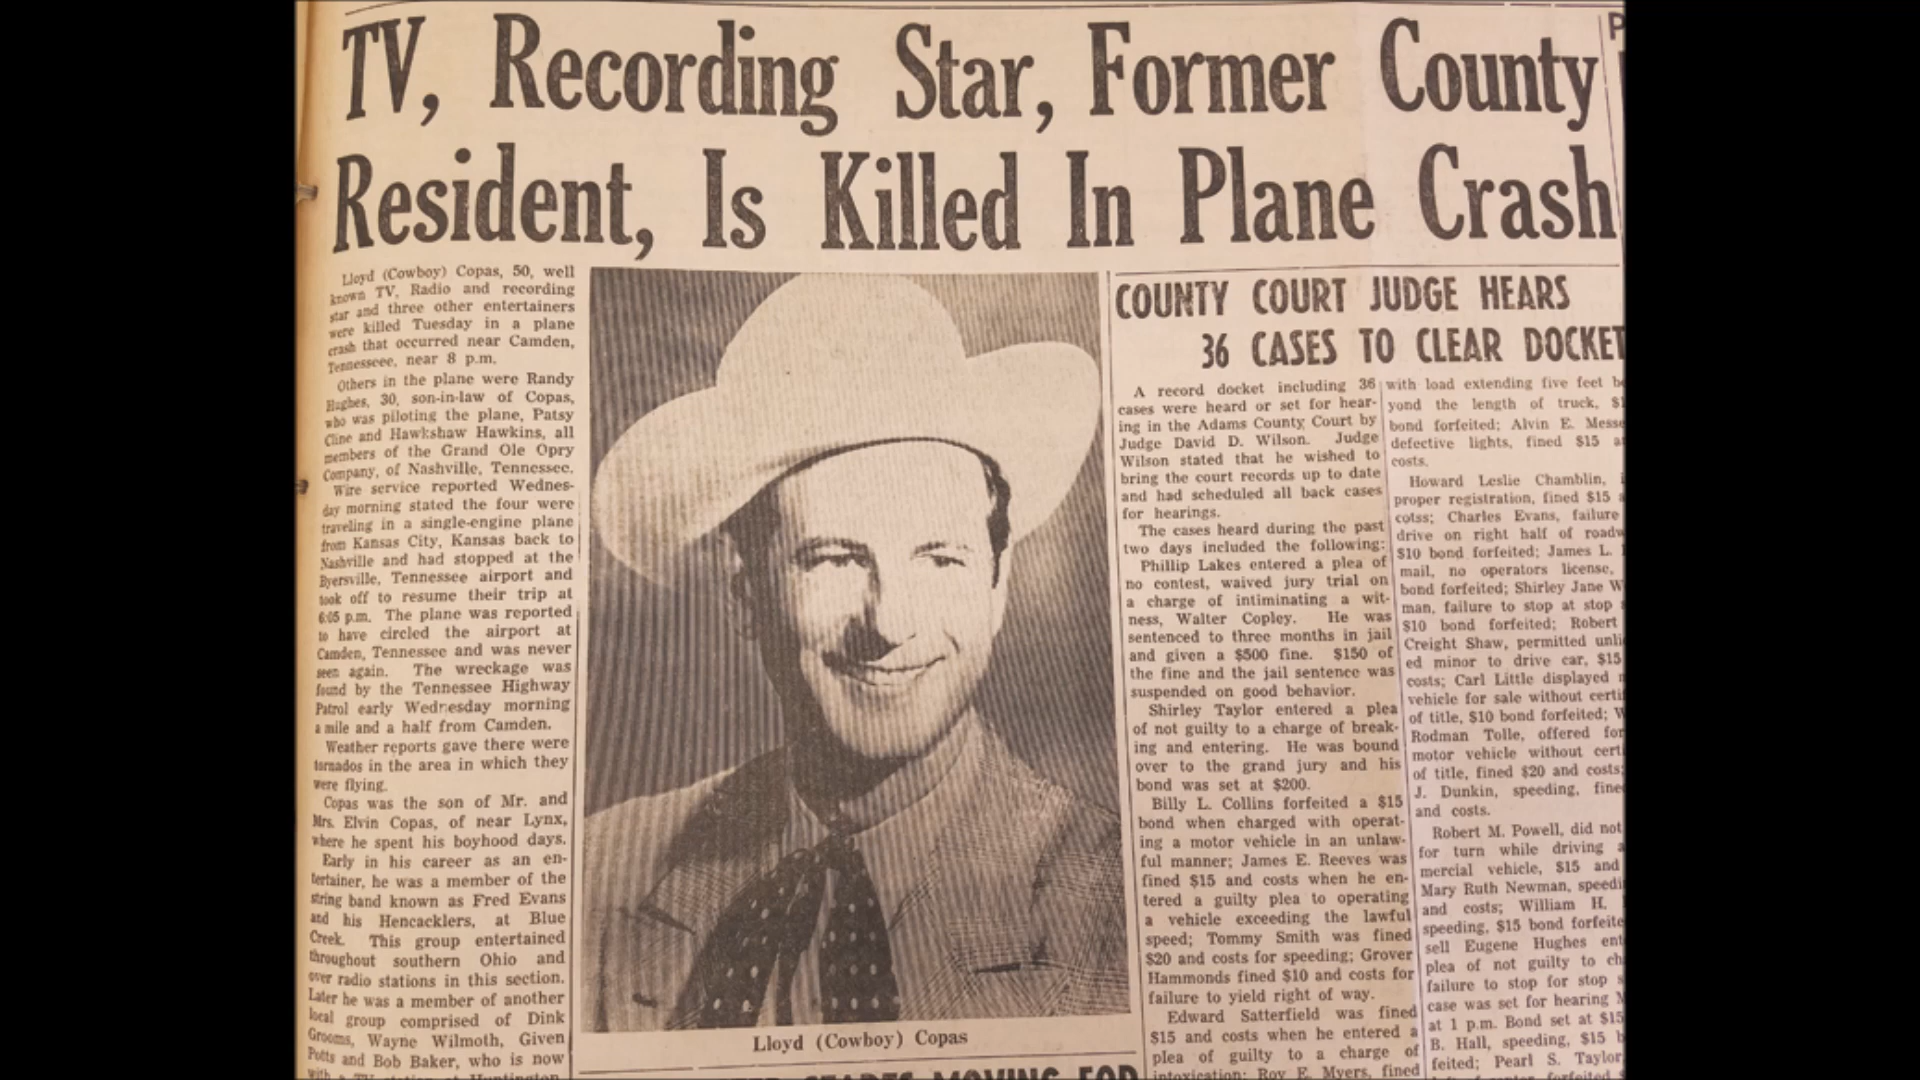 TV, Recording Star, Former County
Resident, Is Killed In Plane Crash
Lloyd (Cowboy) Copas, 50, well
known TV, Radio and recording
star and three other entertainers
were killed Tuesday in a plane
crash that occurred near Camden,
Tennesseee, near 8 p.m.
Others in the plane were Randy
Hughes, 30, son-in-law of Copas,
who was piloting the plane, Patsy
Cline and Hawkshaw Hawkins, all
members of the Grand Ole Opry
Company, of Nashville, Tennessee.
Wire service reported Wednes-
day morning stated the four were
traveling in a single-engine plane
from Kansas City, Kansas back to
Nashville and had stopped at the
Byersville, Tennessee airport and
took off to resume their trip at
6:05 p.m. The plane was reported
to have circled the airport at
Camden, Tennessee and was never
seen again. The wreckage was
found by the Tennessee Highway
Patrol early Wednesday morning
a mile and a half from Camden.
Weather reports gave there were
tornados in the area in which they
were flying.
Copas was the son of Mr. and
Mrs. Elvin Copas, of near Lynx,
where he spent his boyhood days.
Early in his career as an en-
tertainer, he was a member of the
string band known as Fred Evans
and his Hencacklers, at Blue
Creek. This group entertained
throughout southern Ohio and
over radio stations in this section.
Later he was a member of another
local group comprised of Dink
Grooms, Wayne Wilmoth, Given
Potts and Bob Baker, who is now
Lloyd (Cowboy) Copas
MOVING FOR
COUNTY COURT JUDGE HEARS
36 CASES TO CLEAR DOCKET
A record docket including 36
cases were heard or set for hear-
ing in the Adams County Court by
Judge David D. Wilson. Judge
Wilson stated that he wished to
bring the court records up to date
and had scheduled all back cases
for hearings.
The cases heard during the past
two days included the following:
Phillip Lakes entered a plea of
no contest, waived jury trial on
a charge of intiminating a wit-
ness, Walter Copley. He was
sentenced to three months in jail
and given a $500 fine. $150 of
the fine and the jail sentence was
suspended on good behavior.
Shirley Taylor entered a plea
of not guilty to a charge of break-
ing and entering. He was bound
over to the grand jury and his
bond was set at $200.
Billy L. Collins forfeited a $15
bond when charged with operat-
ing a motor vehicle in an unlaw-
ful manner; James E. Reeves was
fined $15 and costs when he en-
tered a guilty plea to operating
a vehicle exceeding the lawful
speed; Tommy Smith was fined
$20 and costs for speeding; Grover
Hammonds fined $10 and costs for
failure to yield right of way.
Edward Satterfield was fined
$15 and costs when he entered a
plea of guilty to a charge of
intoxication; Roy E. Myers, fined
with load extending five feet be
yond the length of truck,
bond forfeited; Alvin E. Messe
defective lights, fined $15
costs.
Howard Leslie Chamblin,
proper registration, fined $15
cotss; Charles Evans, failure
drive on right half of roadw
$10 bond forfeited; James L.
mail, no operators license,
bond forfeited; Shirley Jane W
man, failure to stop at stop
$10 bond forfeited; Robert
Creight Shaw, permitted unli
ed minor to drive car, $15
costs; Carl Little displayed
vehicle for sale without certi
of title, $10 bond forfeited; W
Rodman Tolle, offered for
motor vehicle without cert
of title, fined $20 and costs;
J. Dunkin, speeding, fine
and costs.
Robert M. Powell, did not
for turn while driving
mercial vehicle, $15 and
Mary Ruth Newman, speedi
and costs; William H.
speeding, $15 bond forfeite
sell Eugene Hughes ent
plea of not guilty to ch
failure to stop for stop
case was set for hearing
at 1 p.m. Bond set at $15
B. Hall, speeding, $15 b
feited; Pearl S. Taylor,